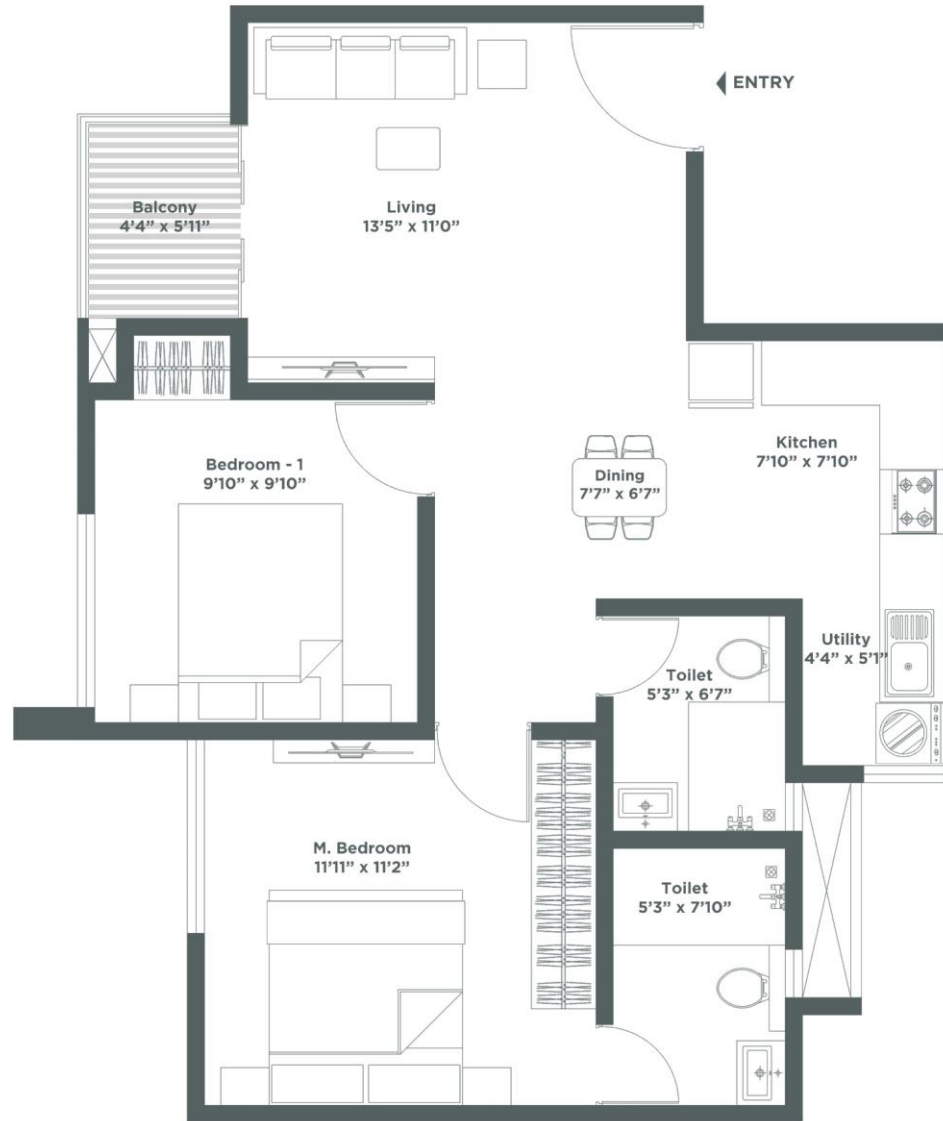 ENTRY
Balcony
4'4” x 5'11”
Living
13'5” x 11'0”
Bedroom - 1
9'10” x 9'10”
Dining
7'7” x 6'7”
Kitchen
7'10” x 7'10”
Utility
4'4” x 5'1”
Toilet
5'3” x 6'7”
M. Bedroom
11'11” x 11'2”
Toilet
5'3” x 7'10”